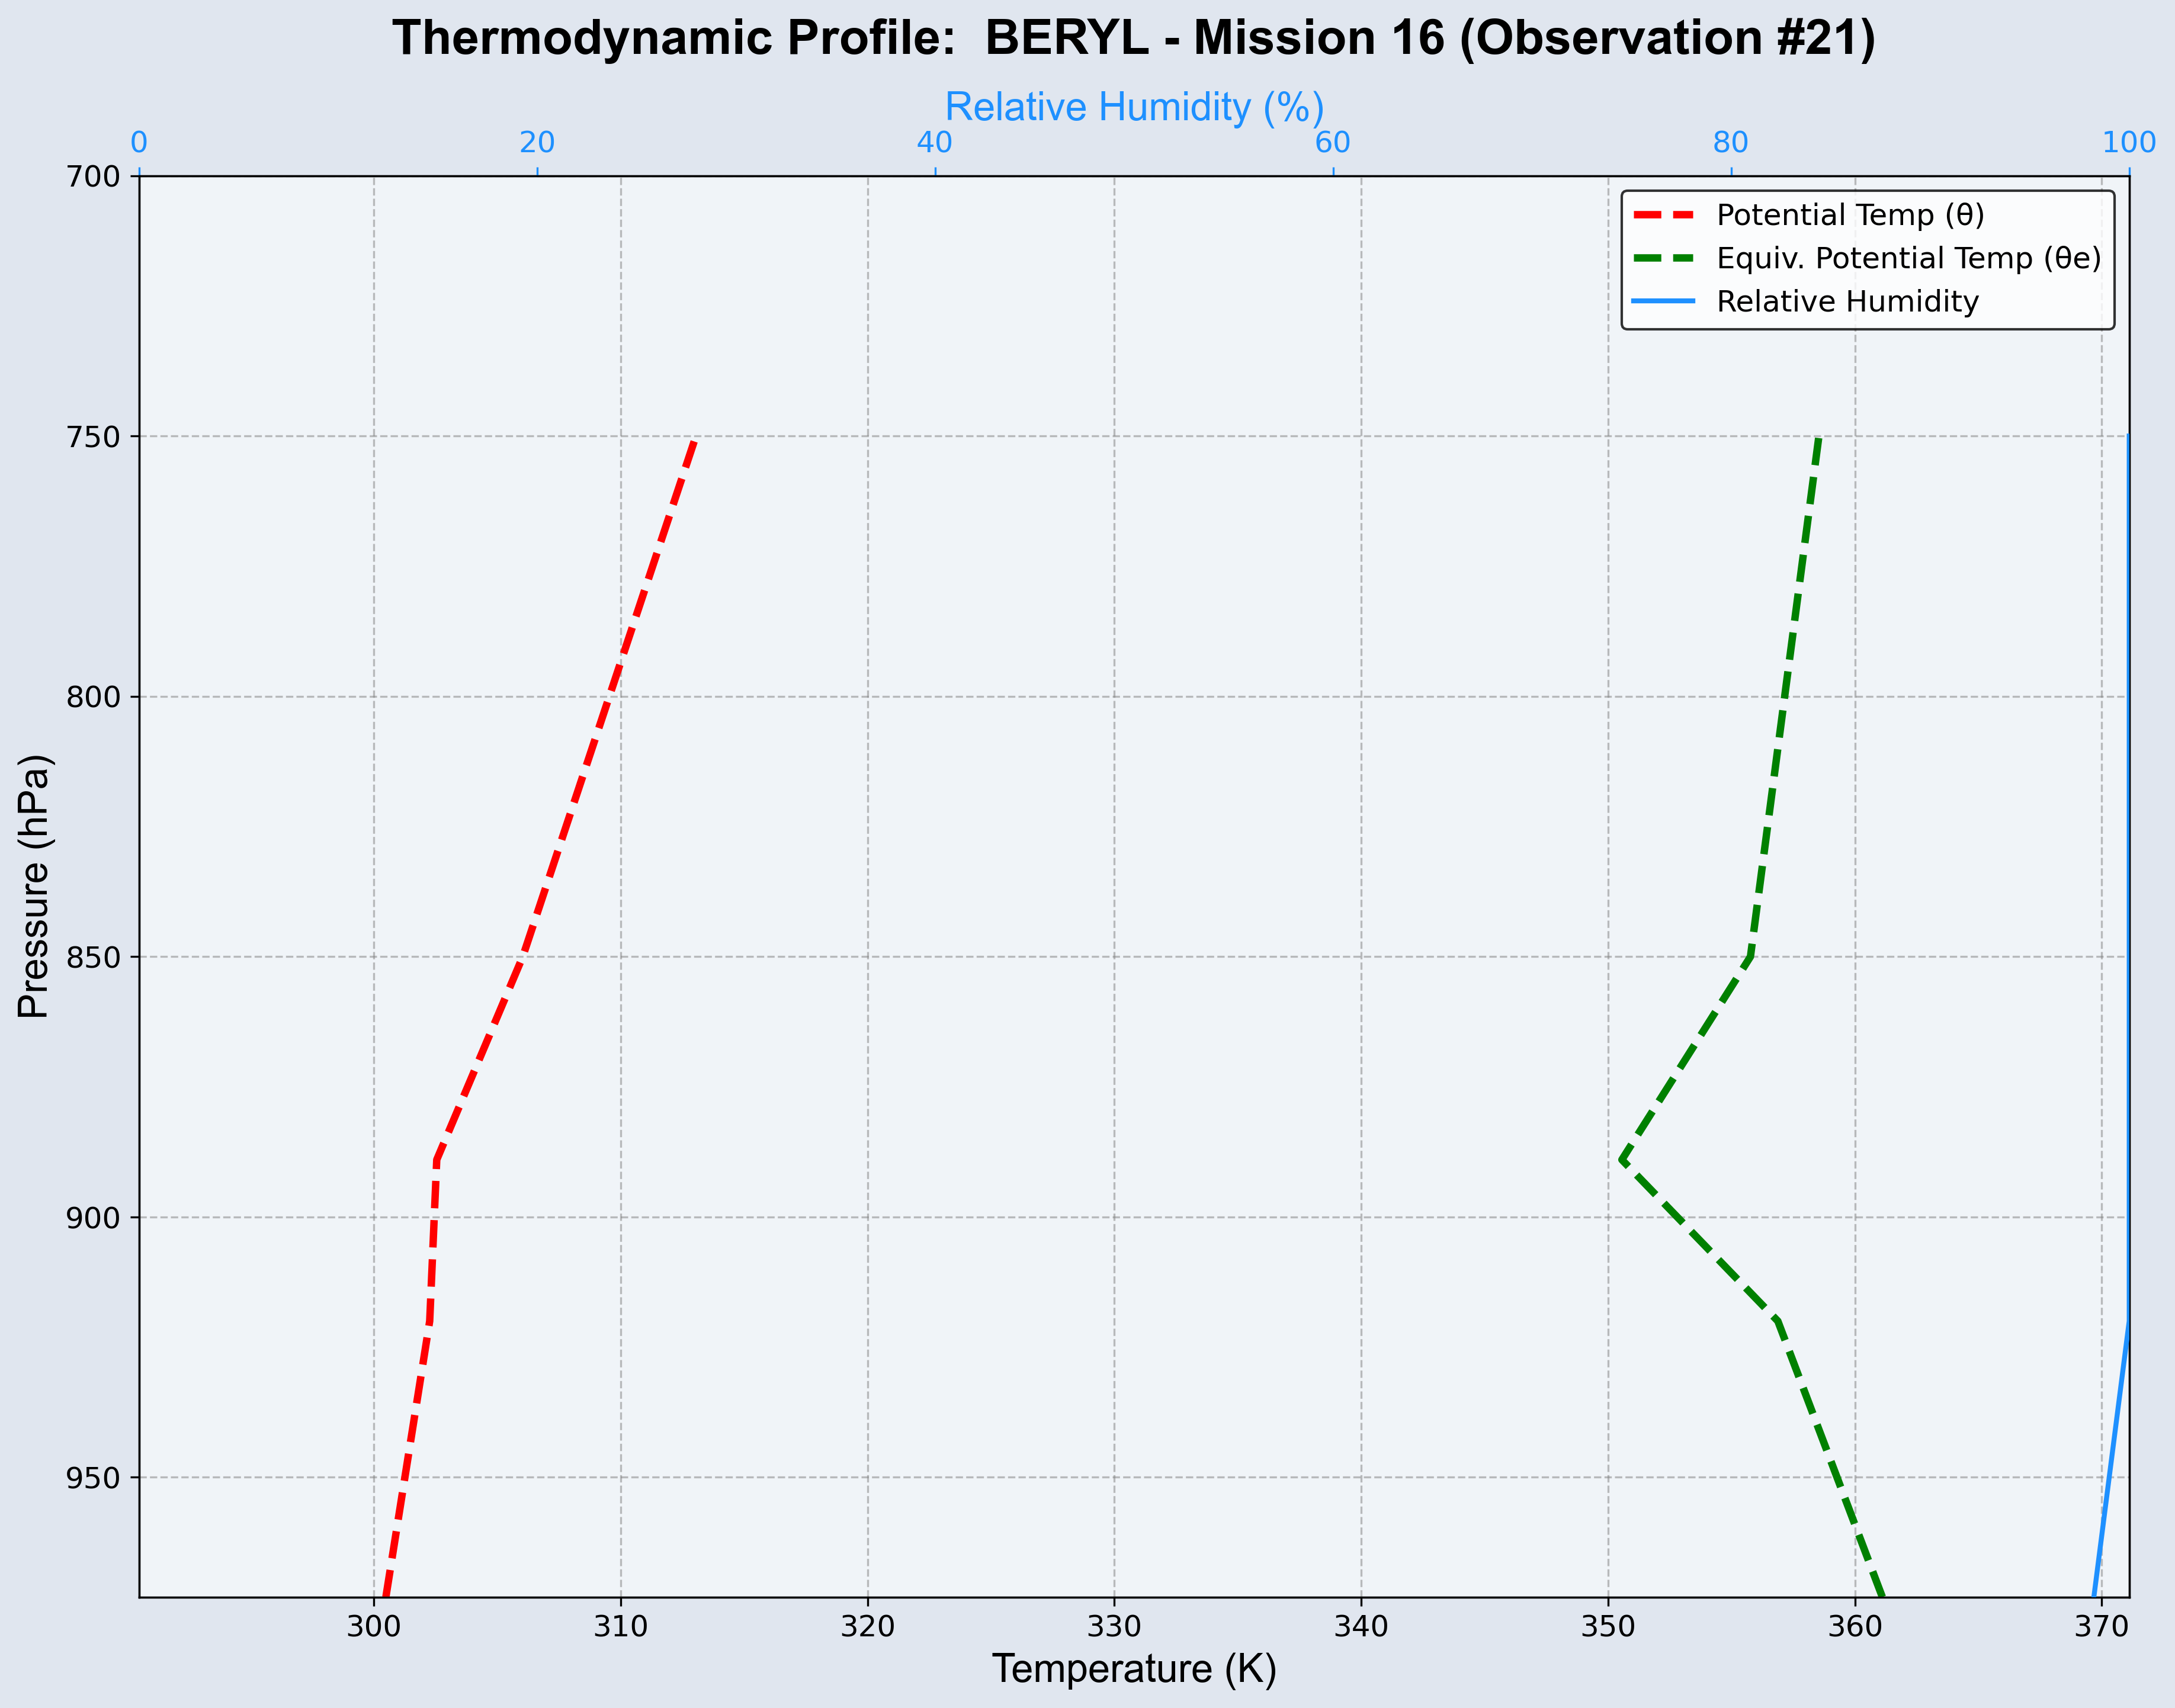 Thermodynamic Profile:  BERYL - Mission 16 (Observation #21)
Relative Humidity (%)
0 20 40 60 80 100
Potential Temp (θ)
Equiv. Potential Temp (θe)
Relative Humidity
Pressure (hPa)
700
750
800
850
900
950
300 310 320 330 340 350 360 370
Temperature (K)